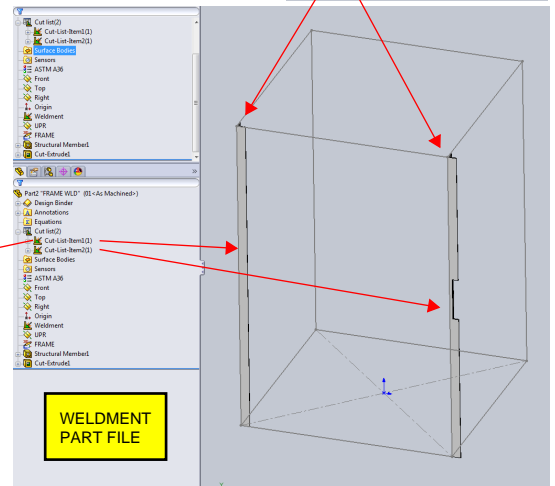 Cut list(2)
Cut-List-Item1(1)
Cut-List-Item2(1)
Surface Bodies
Sensors
ASTM A36
Front
Top
Right
Origin
Weldment
UPR
FRAME
Structural Member1
Cut-Extrude1
Part2 "FRAME WLD" (01<As Machined>)
Design Binder
Annotations
Equations
Cut list(2)
Cut-List-Item1(1)
Cut-List-Item2(1)
Surface Bodies
Sensors
ASTM A36
Front
Top
Right
Origin
Weldment
UPR
FRAME
Structural Member1
Cut-Extrude1
WELDMENT
PART FILE